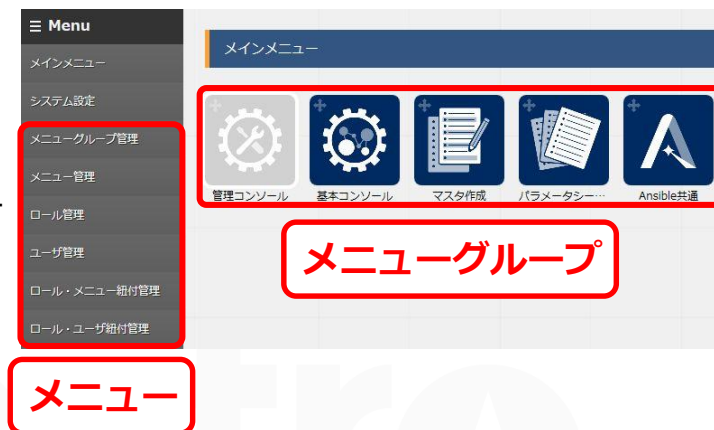 ☰ Menu
メインメニュー
システム設定
メニューグループ管理
メニュー管理
ロール管理
ユーザ管理
ロール・メニュー紐付管理
ロール・ユーザ紐付管理
メインメニュー
管理コンソール
基本コンソール
マスタ作成
パラメータシー…
Ansible共通
メニューグループ
メニュー